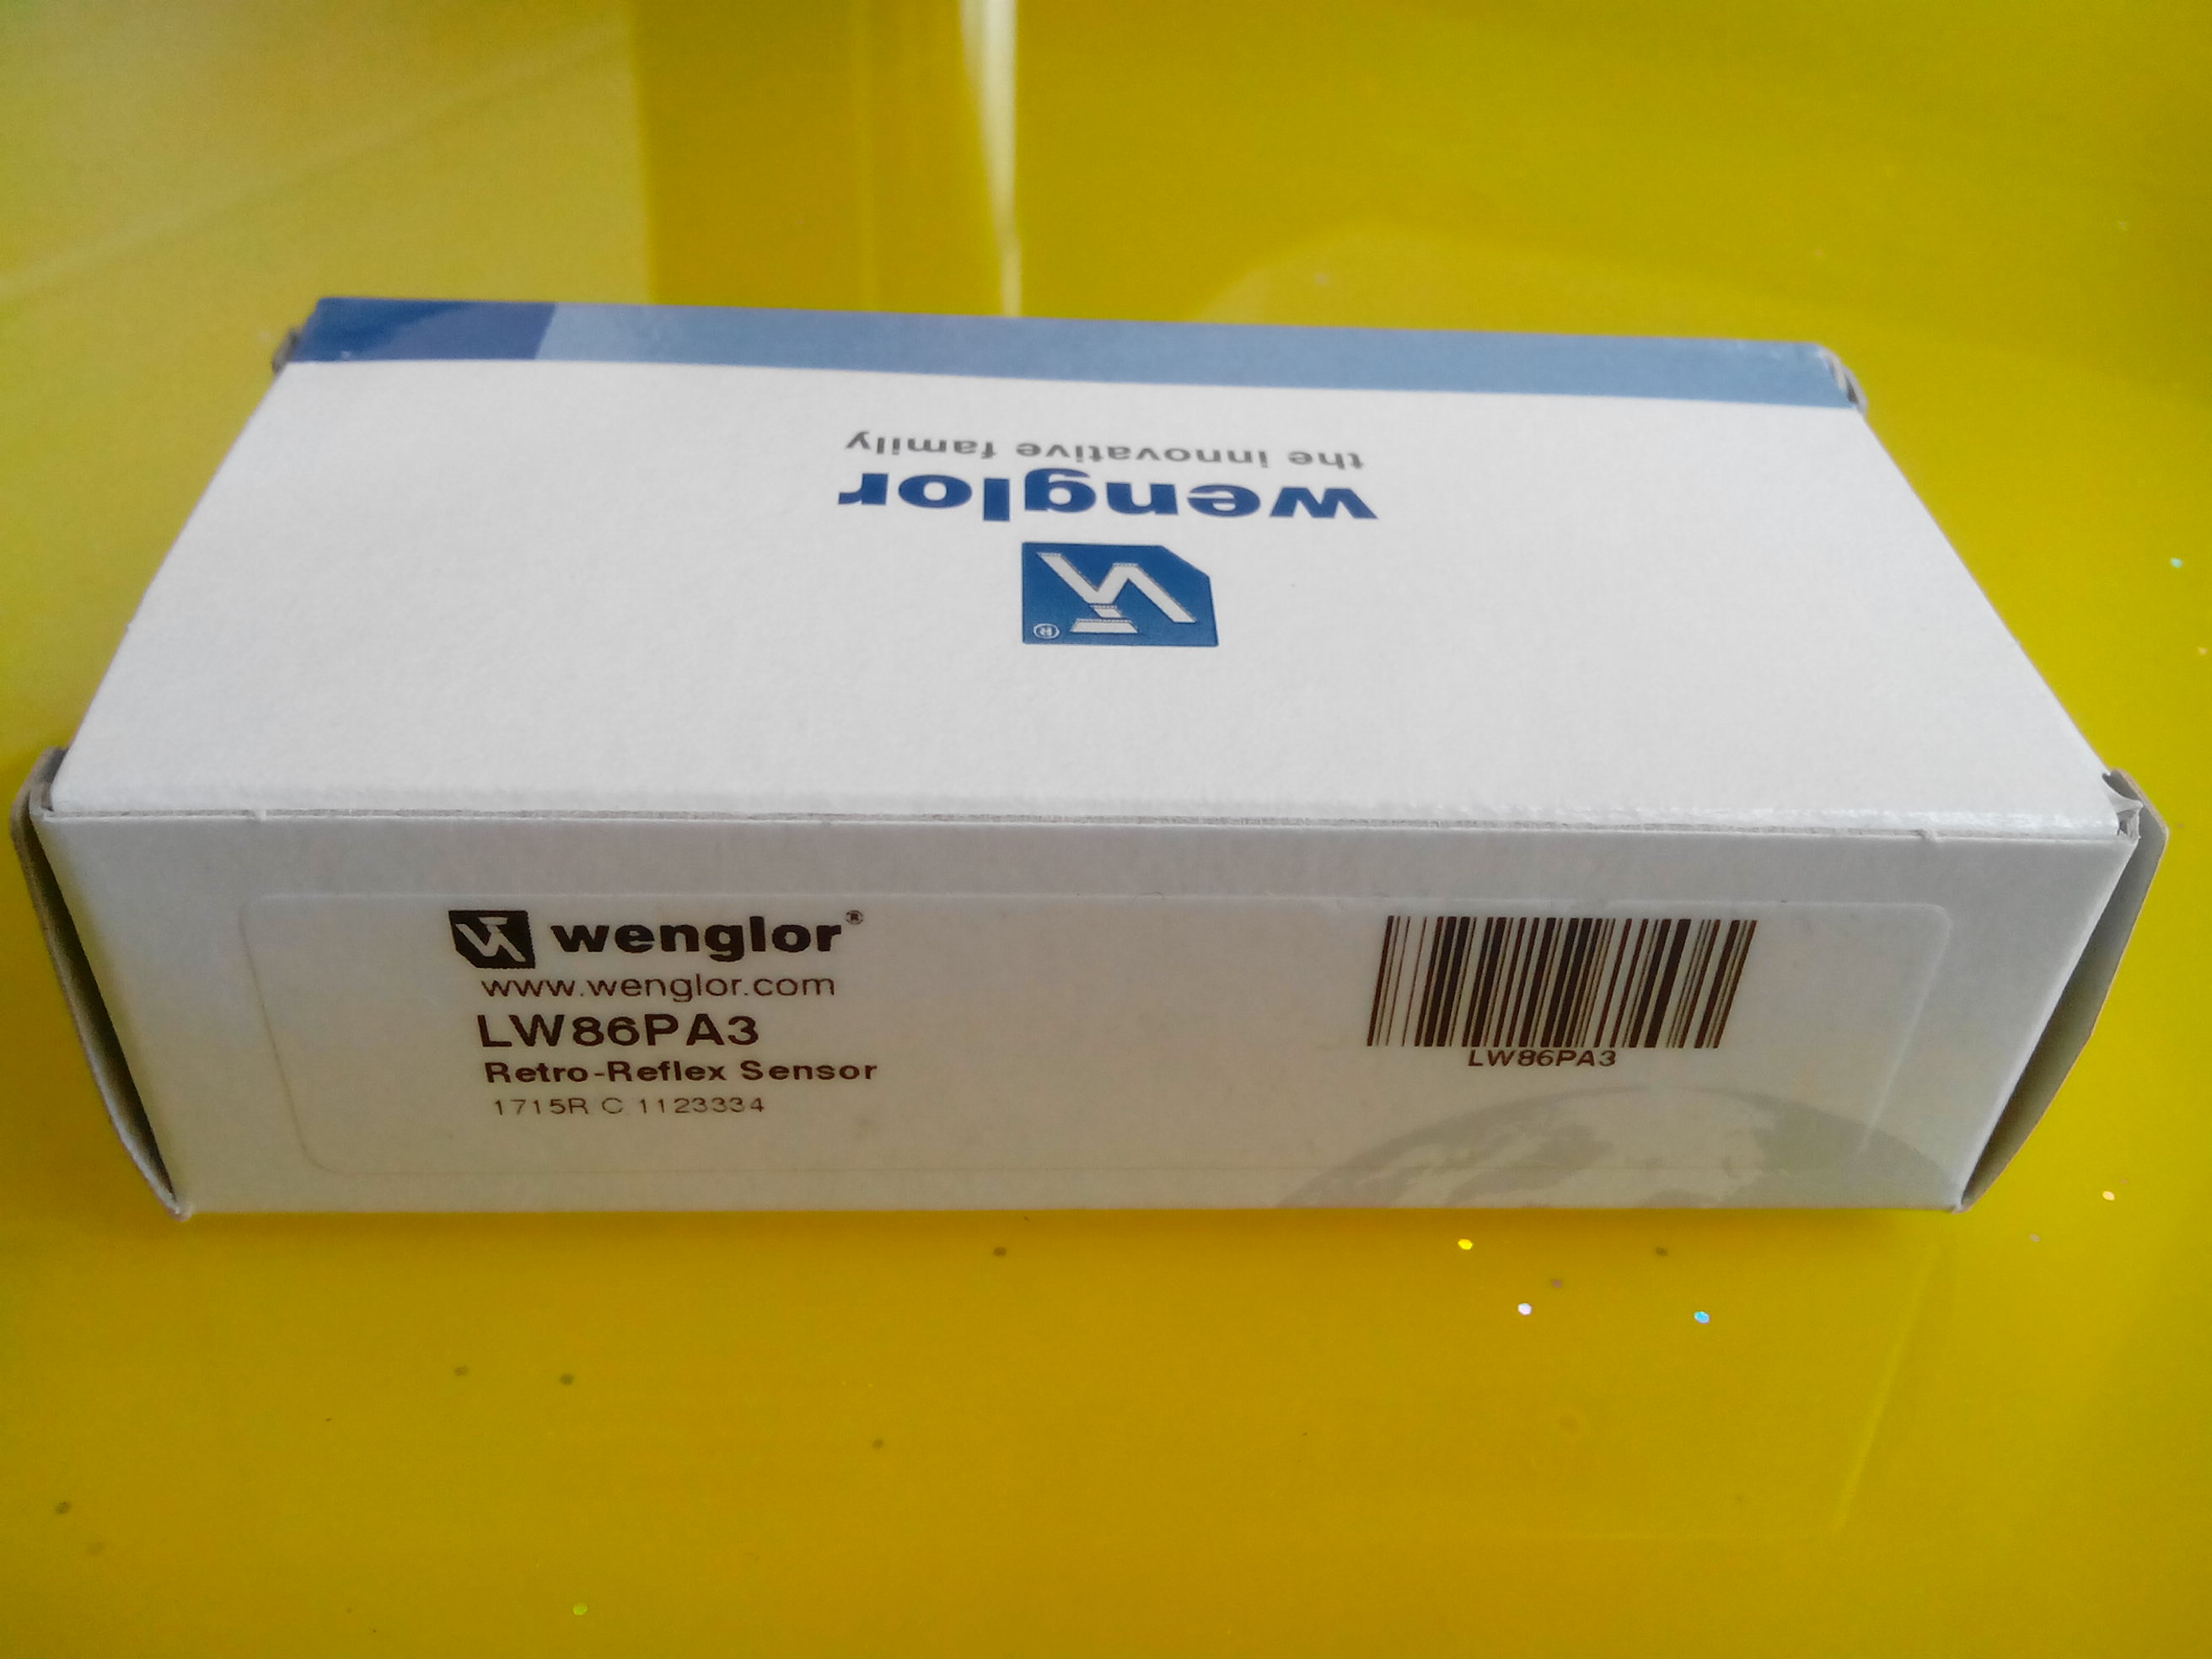 wenglor
the innovative family
wenglor®
www.wenglor.com
LW86PA3
Retro-Reflex Sensor
1715R C 1123334
LW86PA3